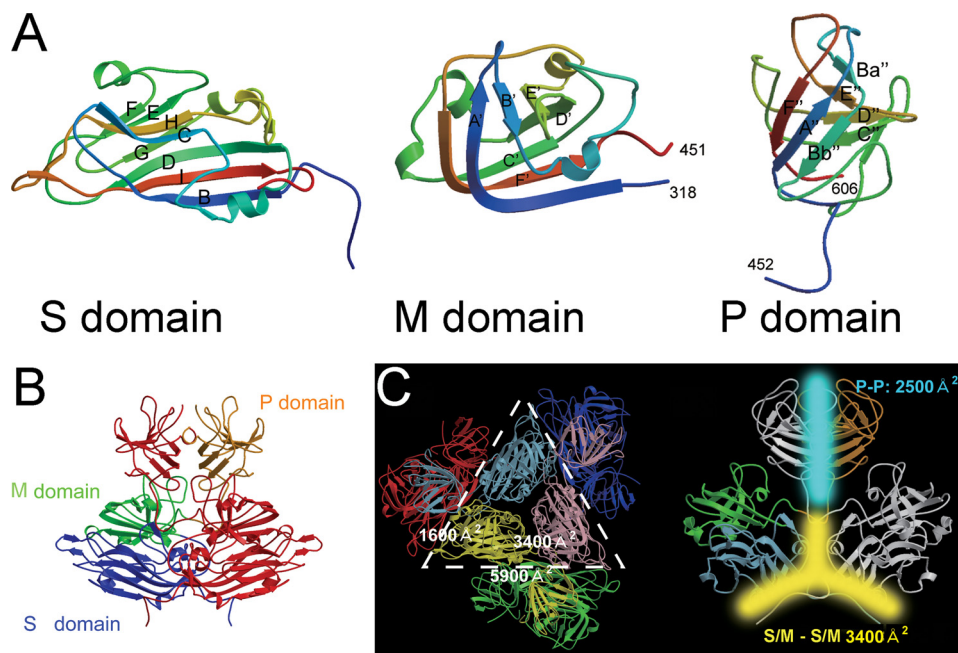 A
F
E
H
C
G
D
I
B
S domain
A'
B'
E'
D'
C'
F'
451
318
M domain
Ba’’
E’’
F’’
D’’
A’’
C’’
Bb’’
606
452
P domain
B
P domain
M domain
S domain
C
1600 Å²
3400 Å²
5900 Å²
P-P: 2500 Å²
S/M - S/M 3400 Å²